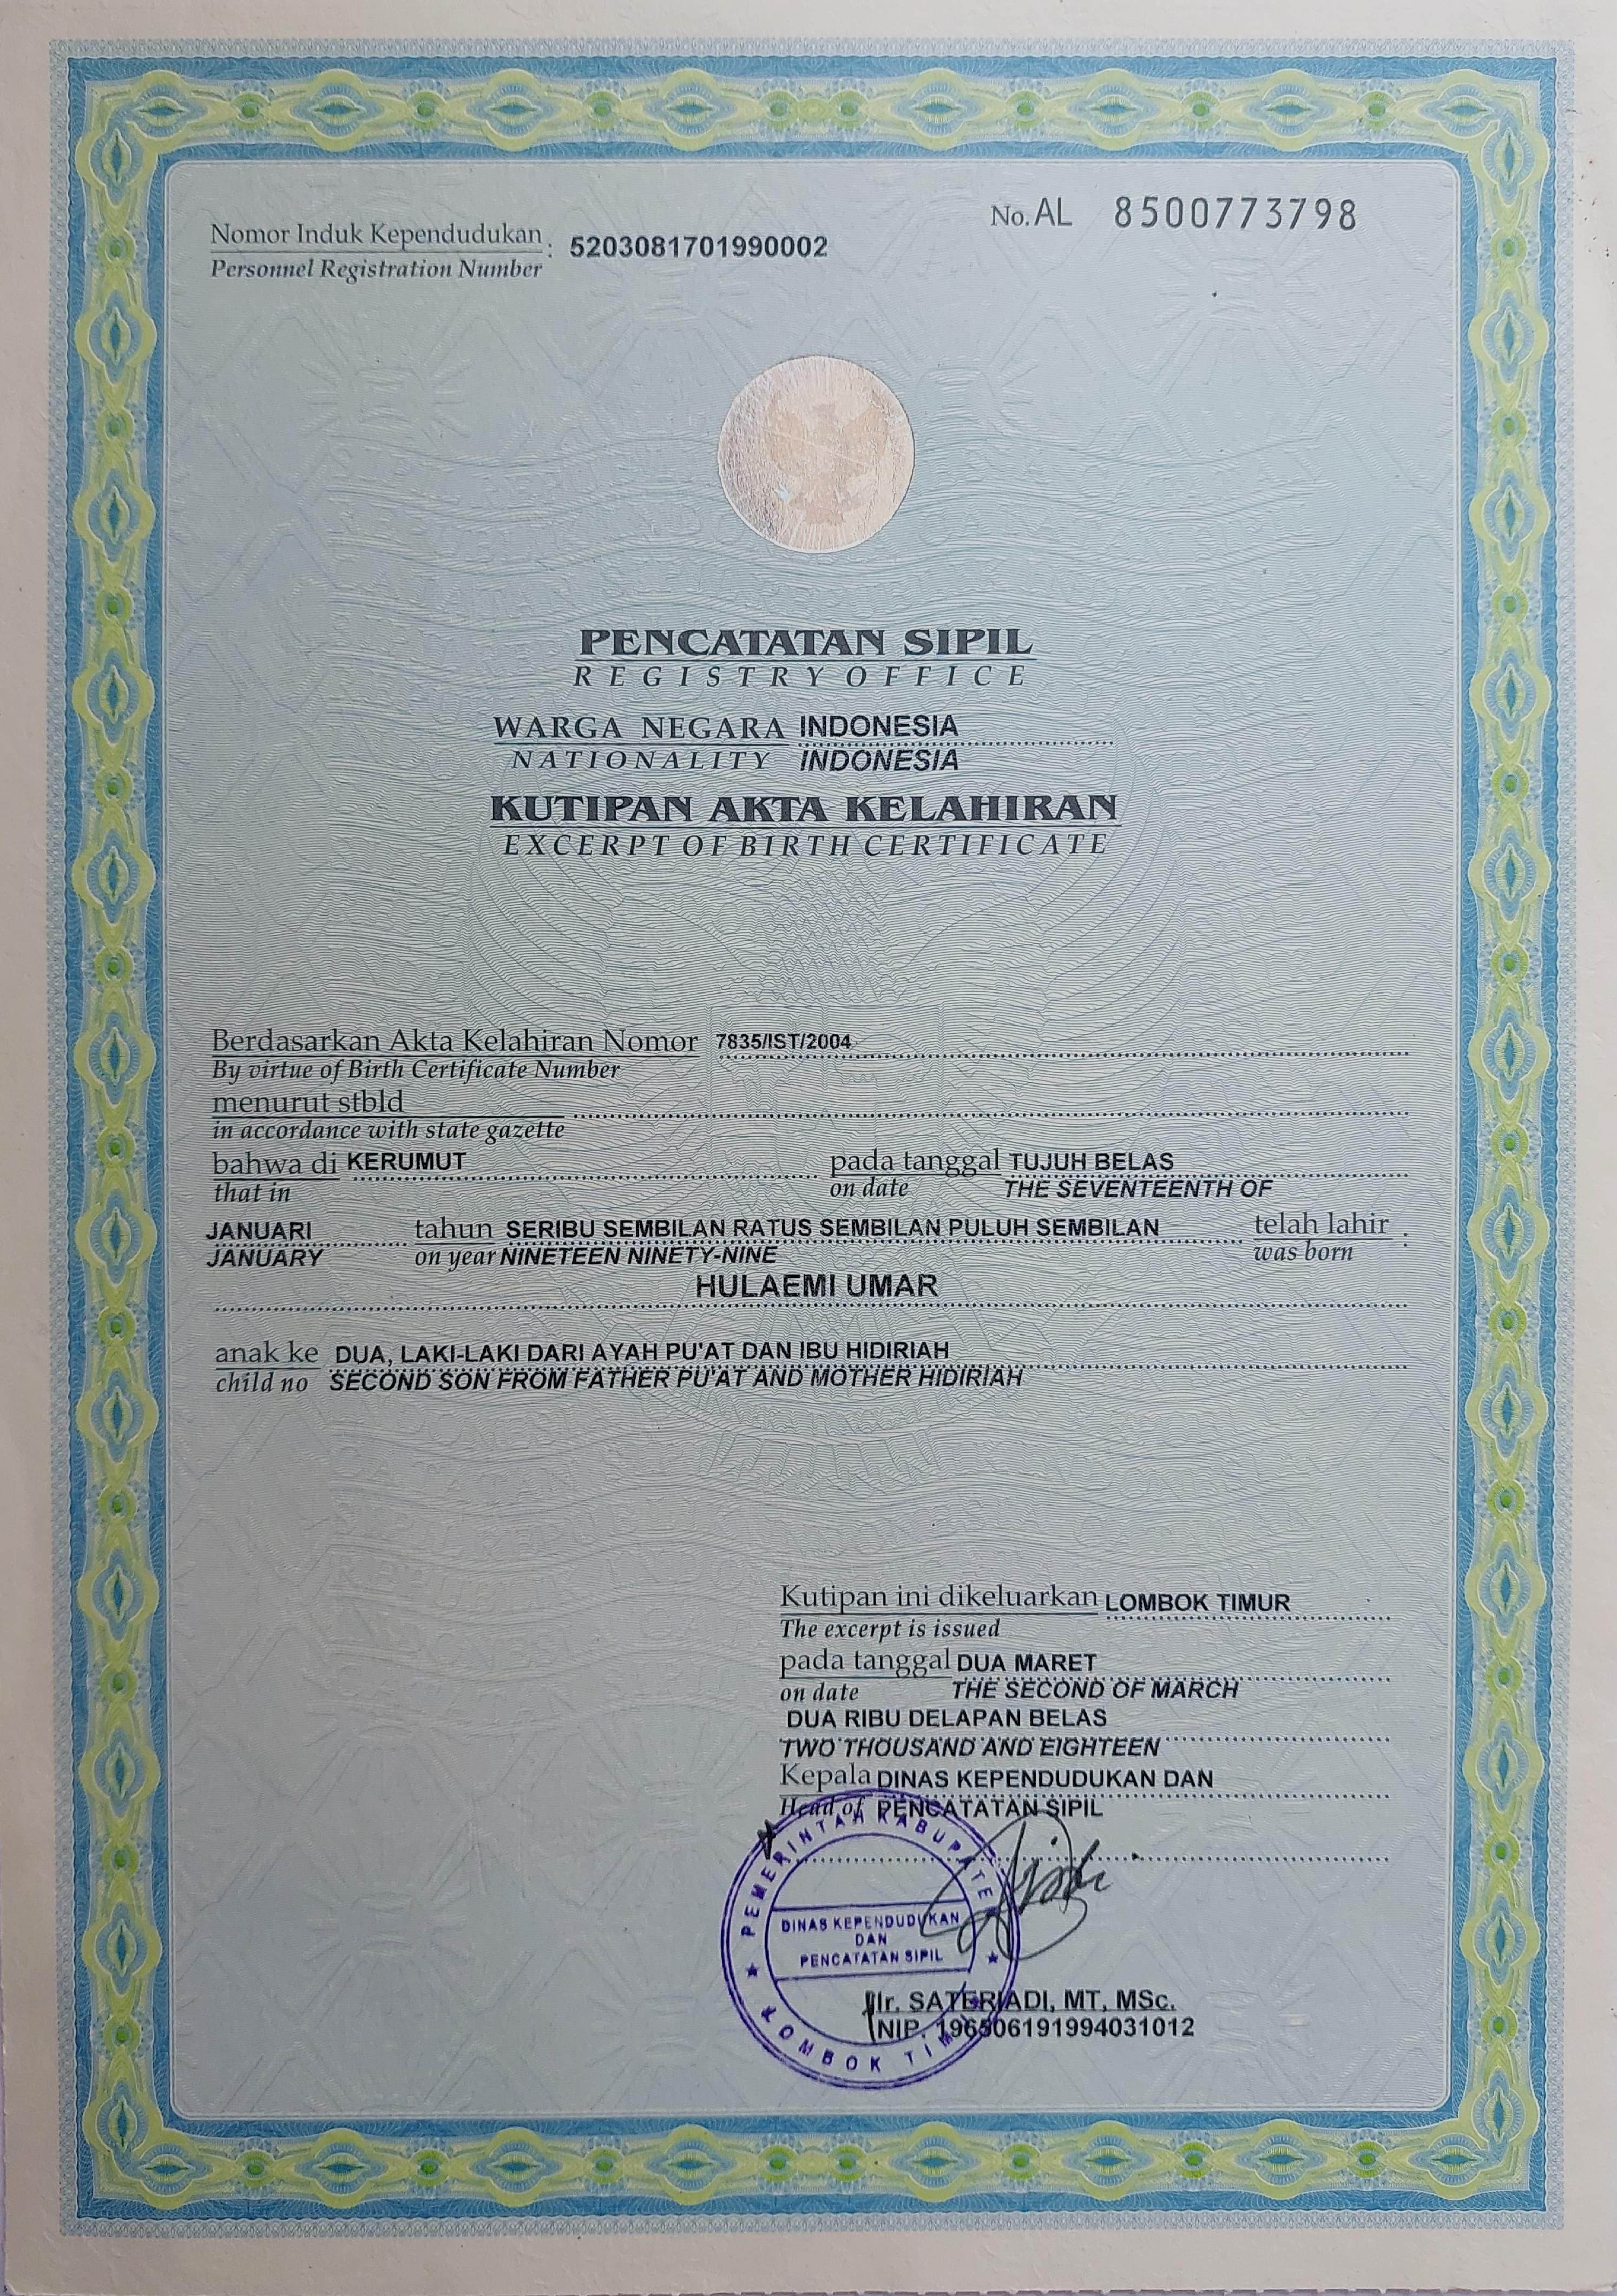 No. AL 8500773798
Nomor Induk Kependudukan : 5203081701990002
Personnel Registration Number
PENCATATAN SIPIL
REGISTRY OFFICE
WARGA NEGARA INDONESIA
NATIONALITY INDONESIA
KUTIPAN AKTA KELAHIRAN
EXCERPT OF BIRTH CERTIFICATE
Berdasarkan Akta Kelahiran Nomor 7835/IST/2004
By virtue of Birth Certificate Number
menurut stbld
in accordance with state gazette
bahwa di KERUMUT pada tanggal TUJUH BELAS
that in on date THE SEVENTEENTH OF
JANUARI tahun SERIBU SEMBILAN RATUS SEMBILAN PULUH SEMBILAN telah lahir
JANUARY on year NINETEEN NINETY-NINE was born
HULAEMI UMAR
anak ke DUA, LAKI-LAKI DARI AYAH PU'AT DAN IBU HIDIRIAH
child no SECOND SON FROM FATHER PU'AT AND MOTHER HIDIRIAH
Kutipan ini dikeluarkan LOMBOK TIMUR
The excerpt is issued
pada tanggal DUA MARET
on date THE SECOND OF MARCH
DUA RIBU DELAPAN BELAS
TWO THOUSAND AND EIGHTEEN
Kepala DINAS KEPENDUDUKAN DAN
Head of PENCATATAN SIPIL
PEMERINTAH KABUPATE
DINAS KEPENDUDUKAN
DAN
PENCATATAN SIPIL
LOMBOK TIM
Ir. SATERIADI, MT, MSc.
NIP. 196506191994031012